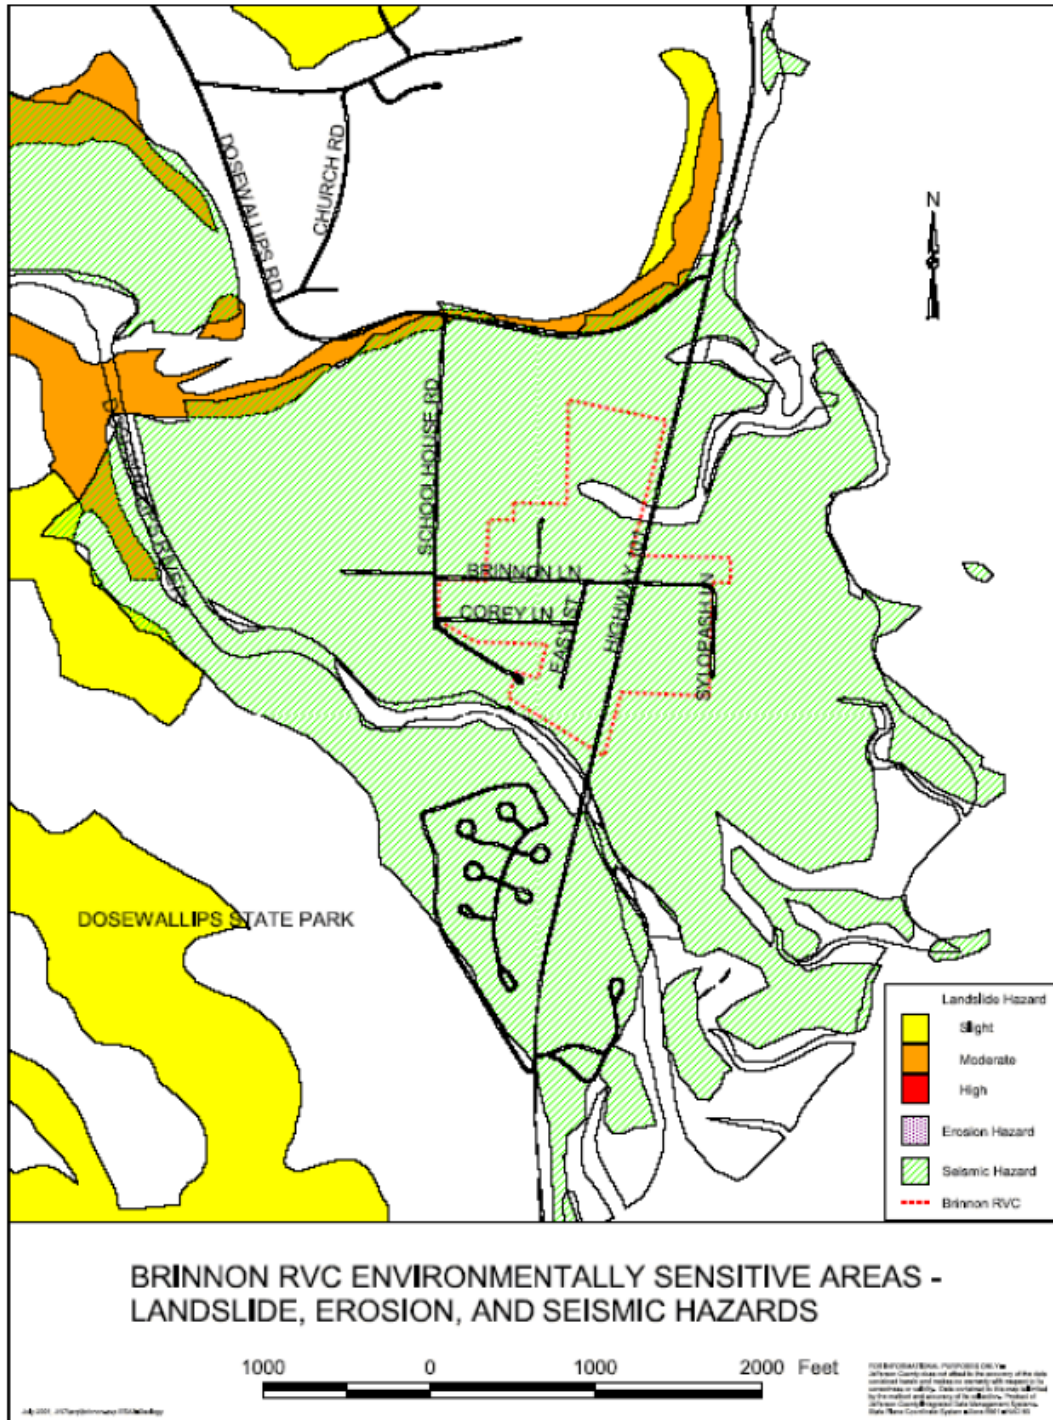 DOSEWALLIPS RD
CHURCH RD
N
SCHOOLHOUSE RD
RIVER
BRINNON LN
COREY LN
EASY ST
HIGHWAY 101
SYLOPASH LN
DOSEWALLIPS STATE PARK
Landslide Hazard
Slight
Moderate
High
Erosion Hazard
Seismic Hazard
Brinnon RVC
BRINNON RVC ENVIRONMENTALLY SENSITIVE AREAS -
LANDSLIDE, EROSION, AND SEISMIC HAZARDS
1000 0 1000 2000 Feet